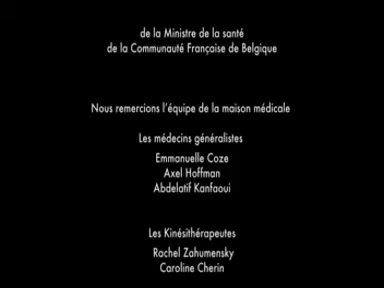 de la Ministre de la santé
de la Communauté Française de Belgique
Nous remercions l'équipe de la maison médicale
Les médecins généralistes
Emmanuelle Coze
Axel Hoffman
Abdelatif Kanfaoui
Les Kinésithérapeutes
Rachel Zahumensky
Caroline Cherin